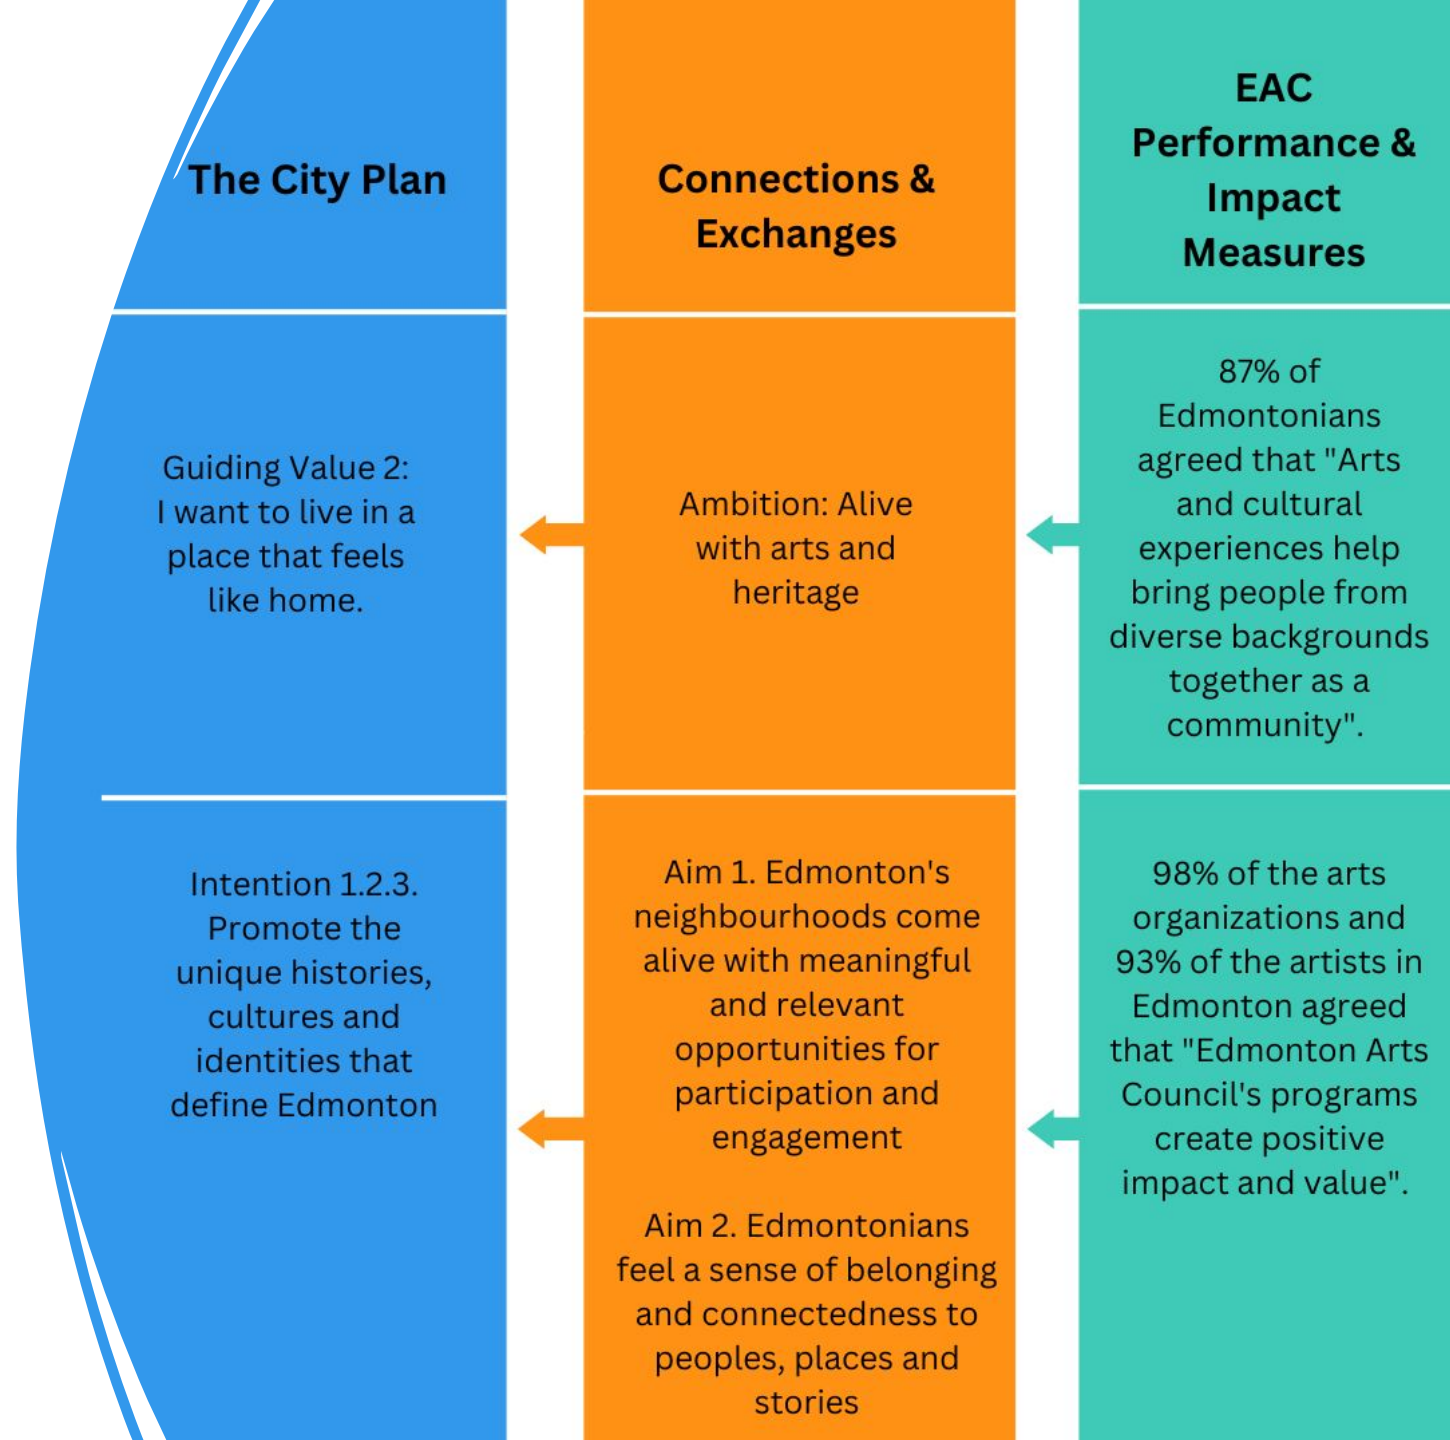 The City Plan
Connections &
Exchanges
EAC
Performance &
Impact
Measures
Guiding Value 2:
I want to live in a
place that feels
like home.
Ambition: Alive
with arts and
heritage
87% of
Edmontonians
agreed that "Arts
and cultural
experiences help
bring people from
diverse backgrounds
together as a
community".
Intention 1.2.3.
Promote the
unique histories,
cultures and
identities that
define Edmonton
Aim 1. Edmonton's
neighbourhoods come
alive with meaningful
and relevant
opportunities for
participation and
engagement
Aim 2. Edmontonians
feel a sense of belonging
and connectedness to
peoples, places and
stories
98% of the arts
organizations and
93% of the artists in
Edmonton agreed
that "Edmonton Arts
Council's programs
create positive
impact and value".